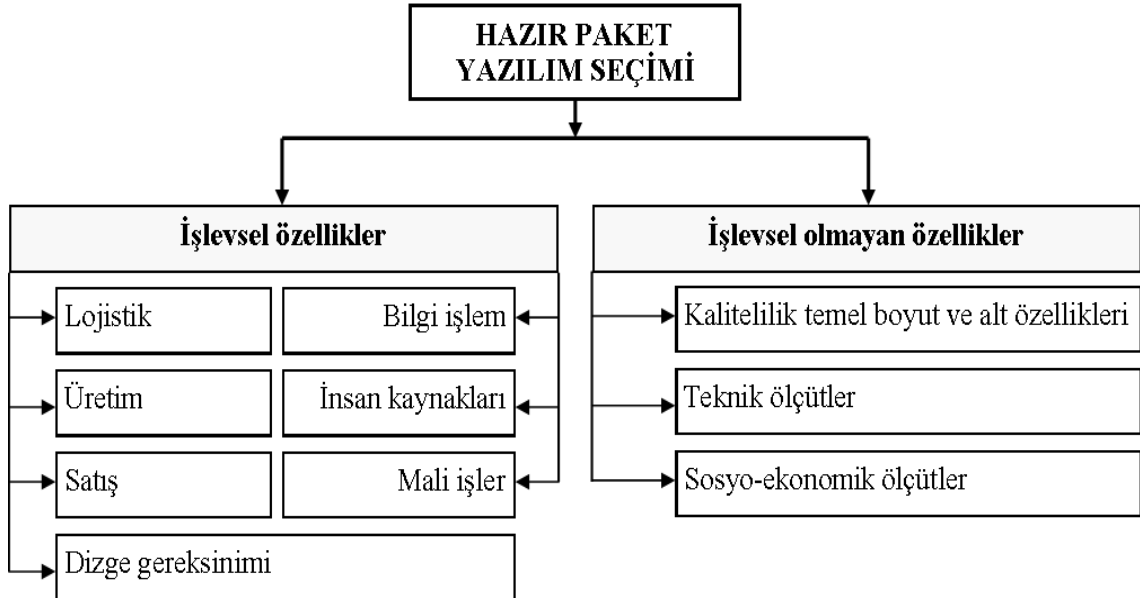 HAZIR PAKET
YAZILIM SEÇİMİ
İşlevsel özellikler
Lojistik
Bilgi işlem
Üretim
İnsan kaynakları
Satış
Mali işler
Dizge gereksinimi
İşlevsel olmayan özellikler
Kalitelilik temel boyut ve alt özellikleri
Teknik ölçütler
Sosyo-ekonomik ölçütler